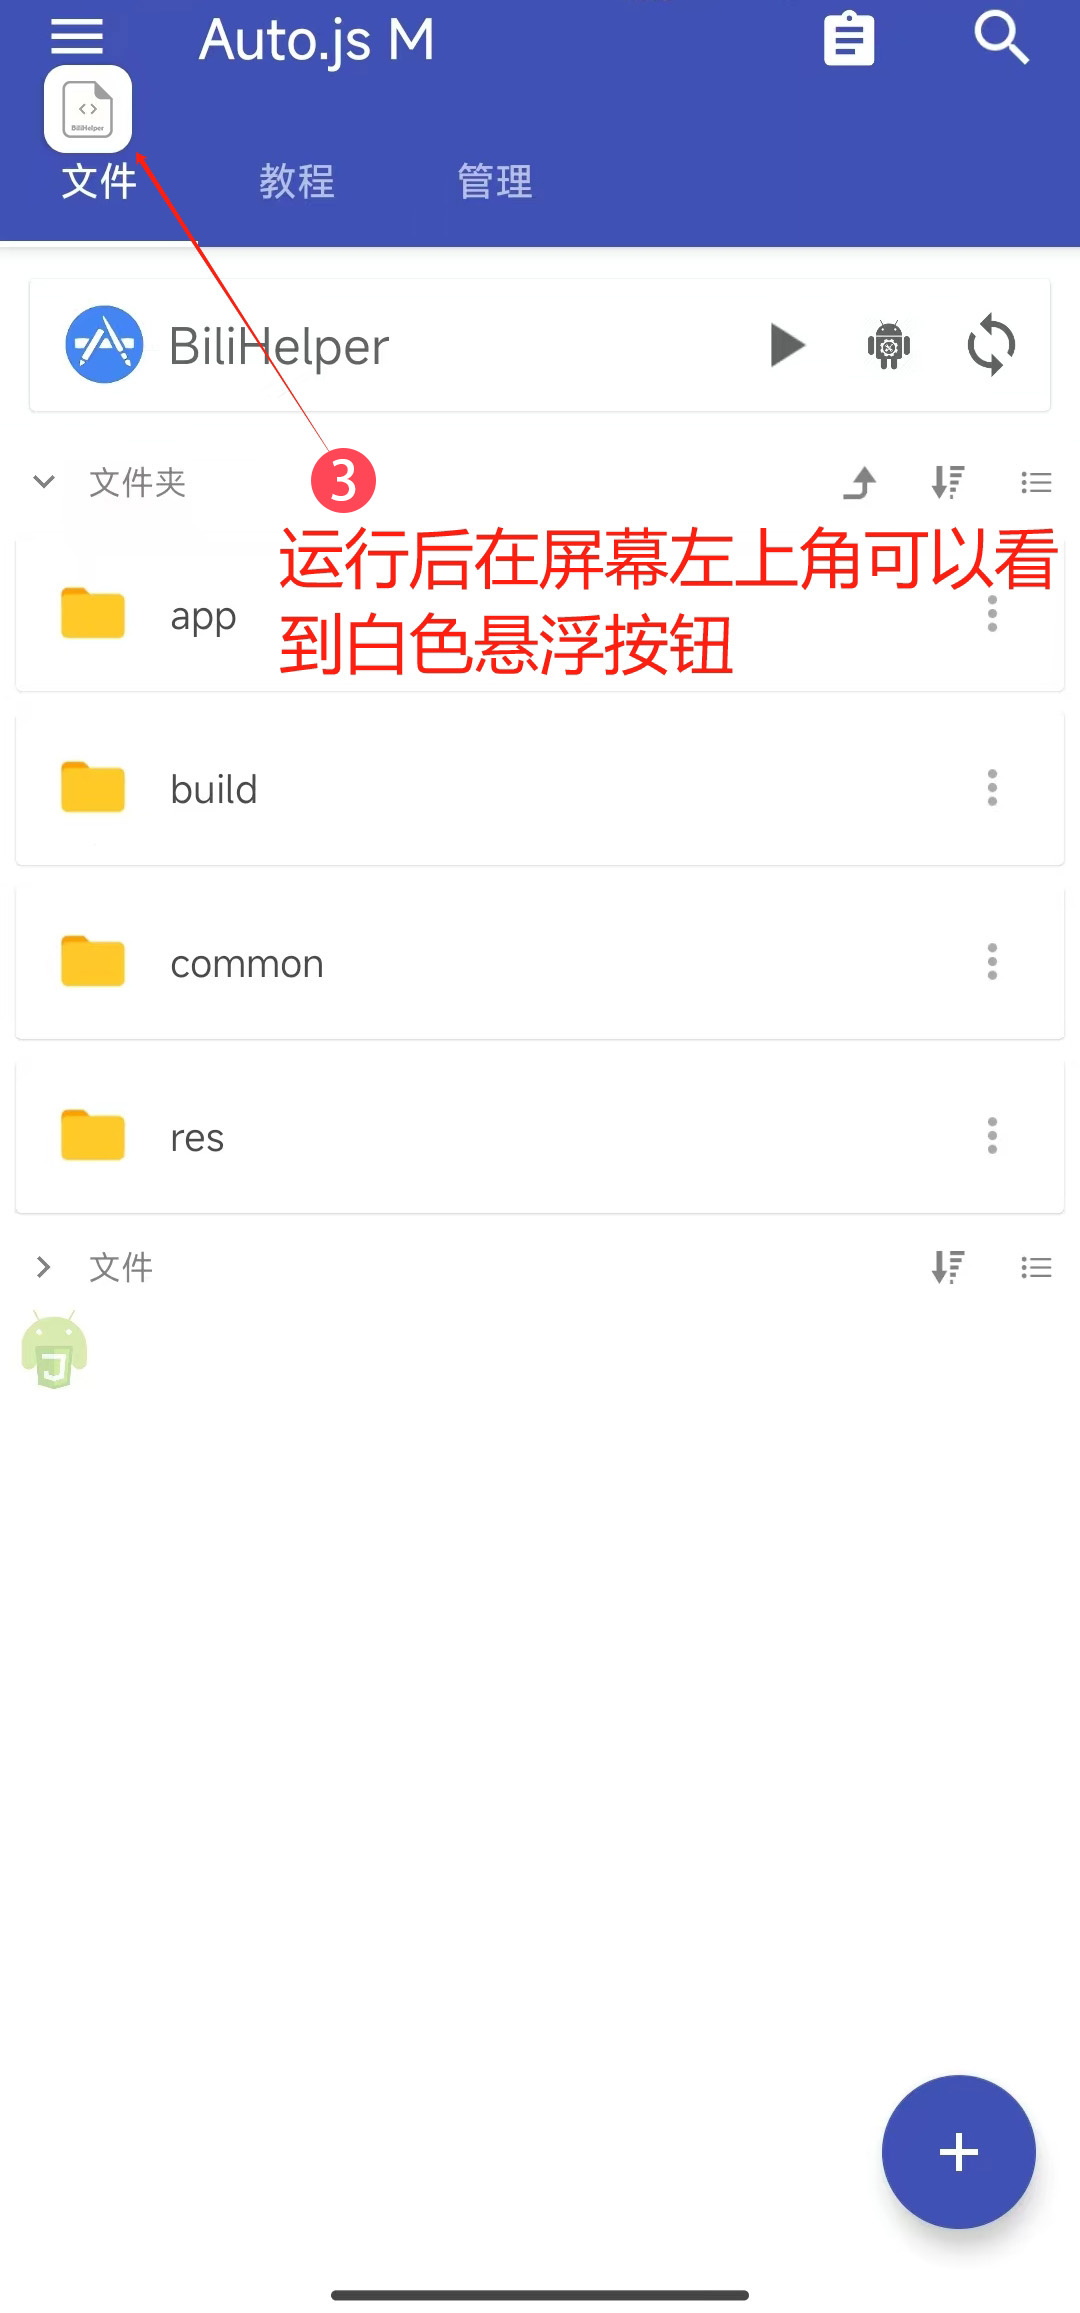 Auto.js M
BiliHelper
文件
教程
管理
BiliHelper
文件夹
3
运行后在屏幕左上角可以看
到白色悬浮按钮
app
build
common
res
文件
J